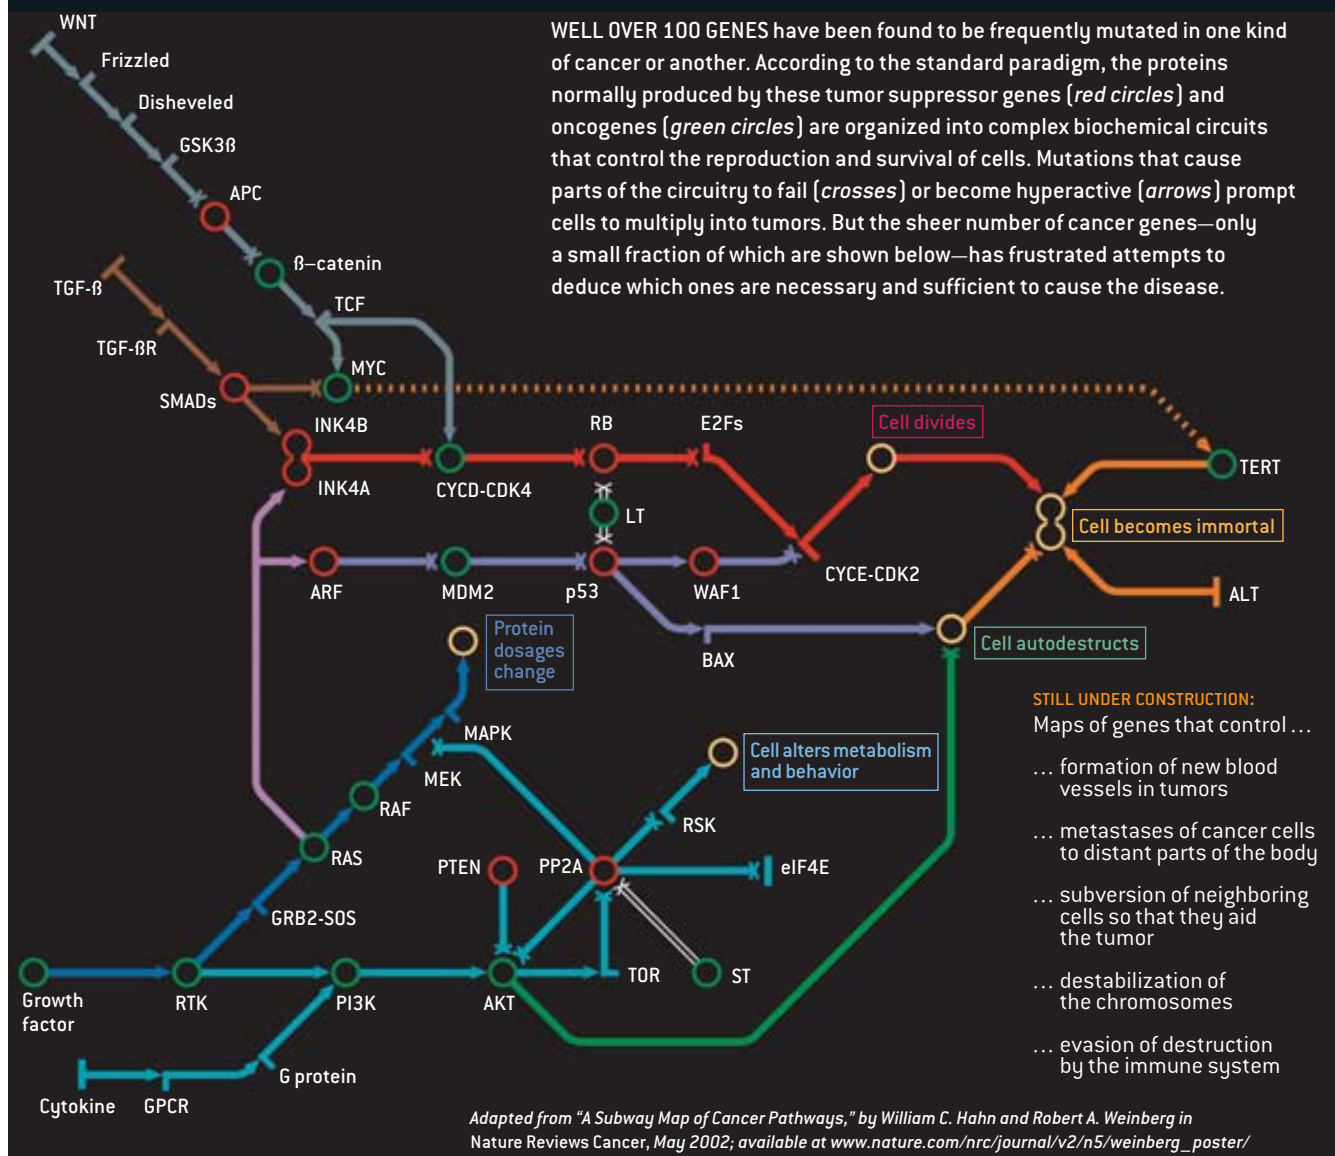 WNT
Frizzled
Disheveled
GSK3ß
APC
ß–catenin
TCF
WELL OVER 100 GENES have been found to be frequently mutated in one kind
of cancer or another. According to the standard paradigm, the proteins
normally produced by these tumor suppressor genes (red circles) and
oncogenes (green circles) are organized into complex biochemical circuits
that control the reproduction and survival of cells. Mutations that cause
parts of the circuitry to fail (crosses) or become hyperactive (arrows) prompt
cells to multiply into tumors. But the sheer number of cancer genes—only
a small fraction of which are shown below—has frustrated attempts to
deduce which ones are necessary and sufficient to cause the disease.
TGF-ß
TGF-ßR
SMADs
MYC
INK4B
INK4A
CYCD-CDK4
RB
E2Fs
Cell divides
TERT
LT
Cell becomes immortal
ARF
MDM2
p53
WAF1
CYCE-CDK2
ALT
BAX
Cell autodestructs
Protein
dosages
change
MAPK
MEK
RAF
RAS
GRB2-SOS
Cell alters metabolism
and behavior
RSK
PTEN
PP2A
eIF4E
Growth
factor
RTK
PI3K
AKT
TOR
ST
G protein
Cytokine
GPCR
STILL UNDER CONSTRUCTION:
Maps of genes that control ...
... formation of new blood
vessels in tumors
... metastases of cancer cells
to distant parts of the body
... subversion of neighboring
cells so that they aid
the tumor
... destabilization of
the chromosomes
... evasion of destruction
by the immune system
Adapted from "A Subway Map of Cancer Pathways," by William C. Hahn and Robert A. Weinberg in
Nature Reviews Cancer, May 2002; available at www.nature.com/nrc/journal/v2/n5/weinberg_poster/